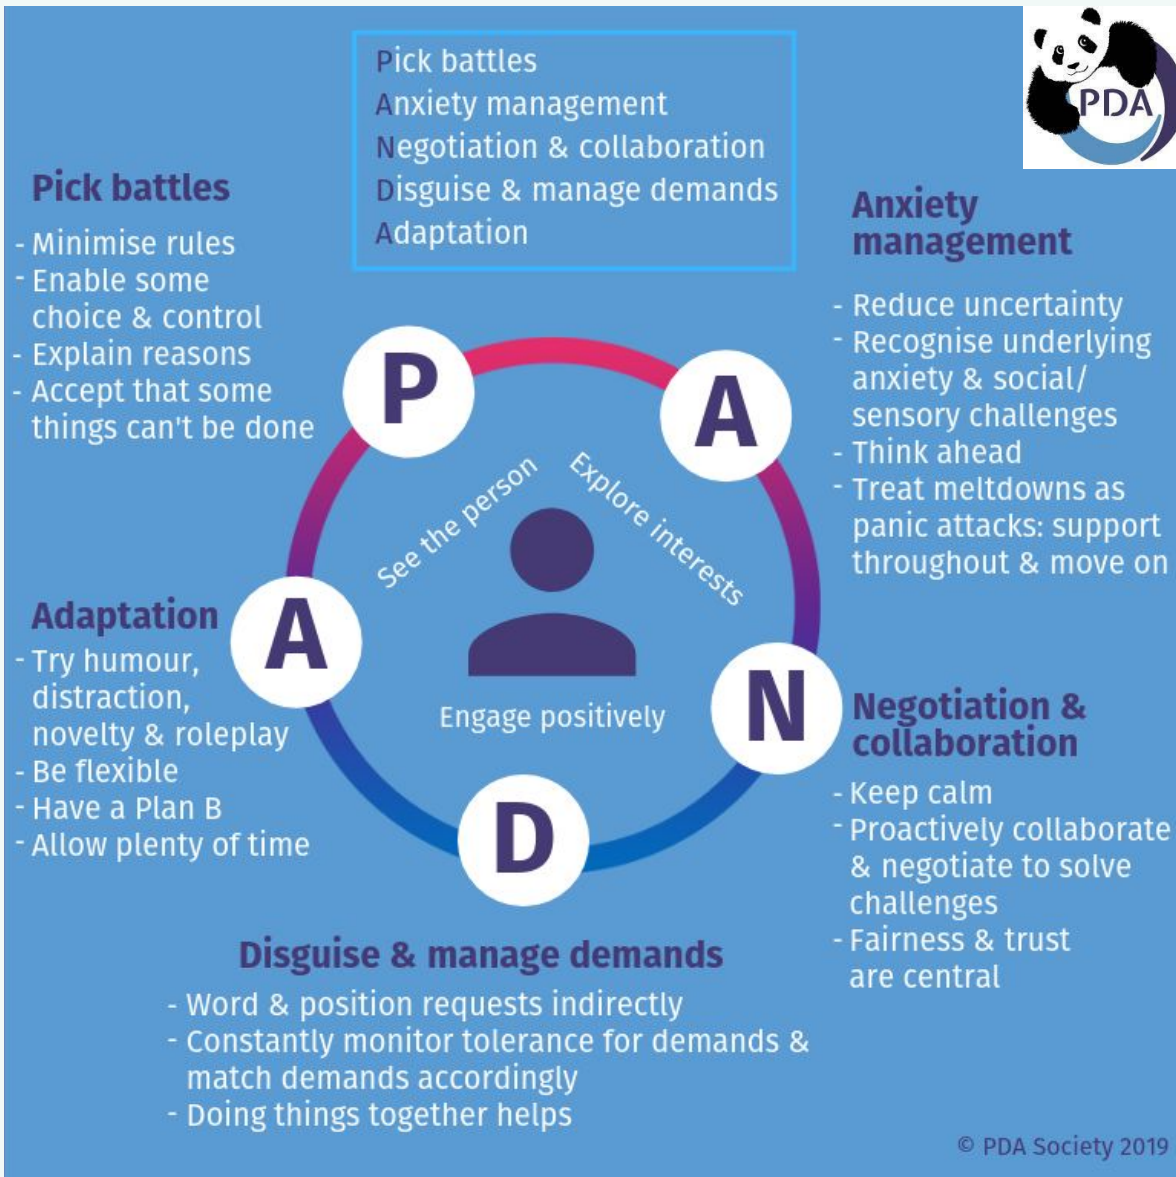 Pick battles
Anxiety management
Negotiation & collaboration
Disguise & manage demands
Adaptation
PDA
Pick battles
- Minimise rules
- Enable some
choice & control
- Explain reasons
- Accept that some
things can't be done
Anxiety
management
- Reduce uncertainty
- Recognise underlying
anxiety & social/
sensory challenges
- Think ahead
- Treat meltdowns as
panic attacks: support
throughout & move on
P
A
N
D
A
See the person
Explore interests
Engage positively
Adaptation
- Try humour,
distraction,
novelty & roleplay
- Be flexible
- Have a Plan B
- Allow plenty of time
Negotiation &
collaboration
- Keep calm
- Proactively collaborate
& negotiate to solve
challenges
- Fairness & trust
are central
Disguise & manage demands
- Word & position requests indirectly
- Constantly monitor tolerance for demands &
match demands accordingly
- Doing things together helps
© PDA Society 2019